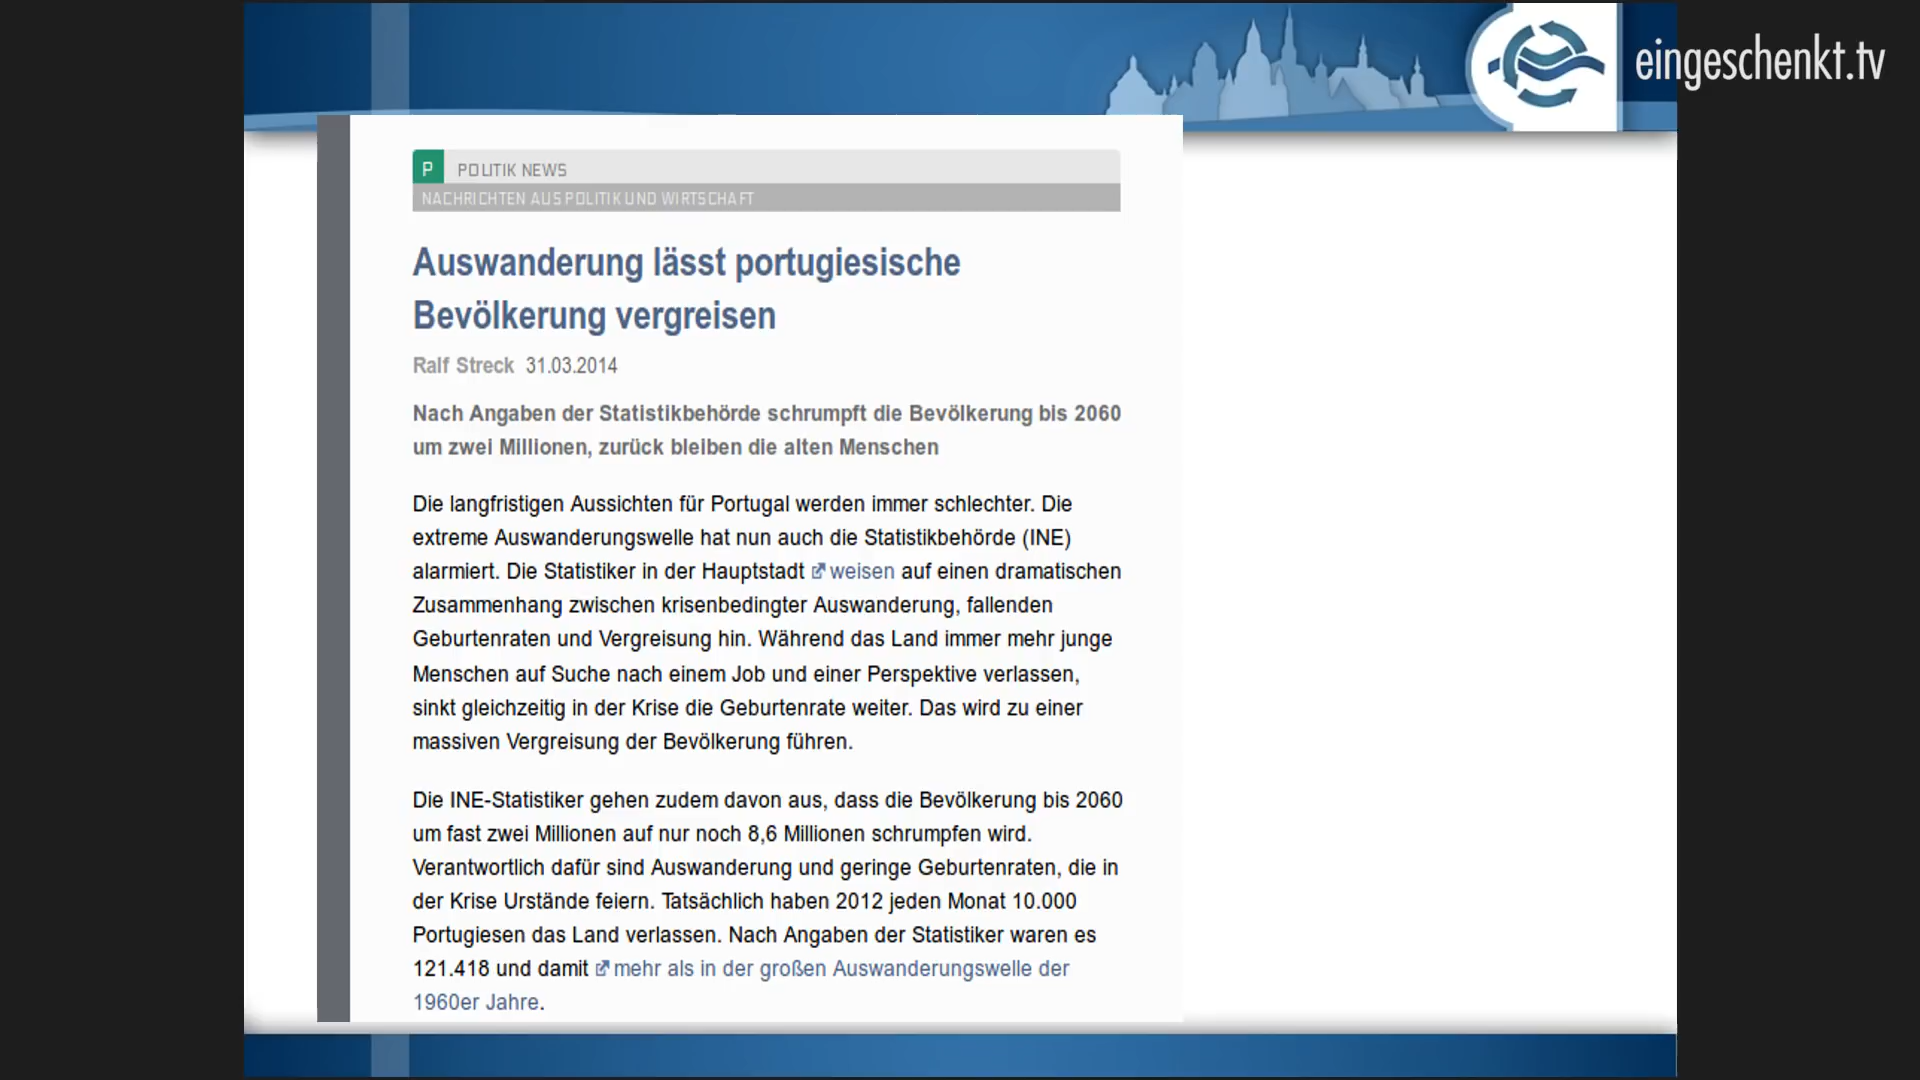 eingeschenkt.tv
P POLITIK NEWS
NACHRICHTEN AUS POLITIK UND WIRTSCHAFT
Auswanderung lässt portugiesische
Bevölkerung vergreisen
Ralf Streck 31.03.2014
Nach Angaben der Statistikbehörde schrumpft die Bevölkerung bis 2060
um zwei Millionen, zurück bleiben die alten Menschen
Die langfristigen Aussichten für Portugal werden immer schlechter. Die
extreme Auswanderungswelle hat nun auch die Statistikbehörde (INE)
alarmiert. Die Statistiker in der Hauptstadt weisen auf einen dramatischen
Zusammenhang zwischen krisenbedingter Auswanderung, fallenden
Geburtenraten und Vergreisung hin. Während das Land immer mehr junge
Menschen auf Suche nach einem Job und einer Perspektive verlassen,
sinkt gleichzeitig in der Krise die Geburtenrate weiter. Das wird zu einer
massiven Vergreisung der Bevölkerung führen.
Die INE-Statistiker gehen zudem davon aus, dass die Bevölkerung bis 2060
um fast zwei Millionen auf nur noch 8,6 Millionen schrumpfen wird.
Verantwortlich dafür sind Auswanderung und geringe Geburtenraten, die in
der Krise Urstände feiern. Tatsächlich haben 2012 jeden Monat 10.000
Portugiesen das Land verlassen. Nach Angaben der Statistiker waren es
121.418 und damit mehr als in der großen Auswanderungswelle der
1960er Jahre.